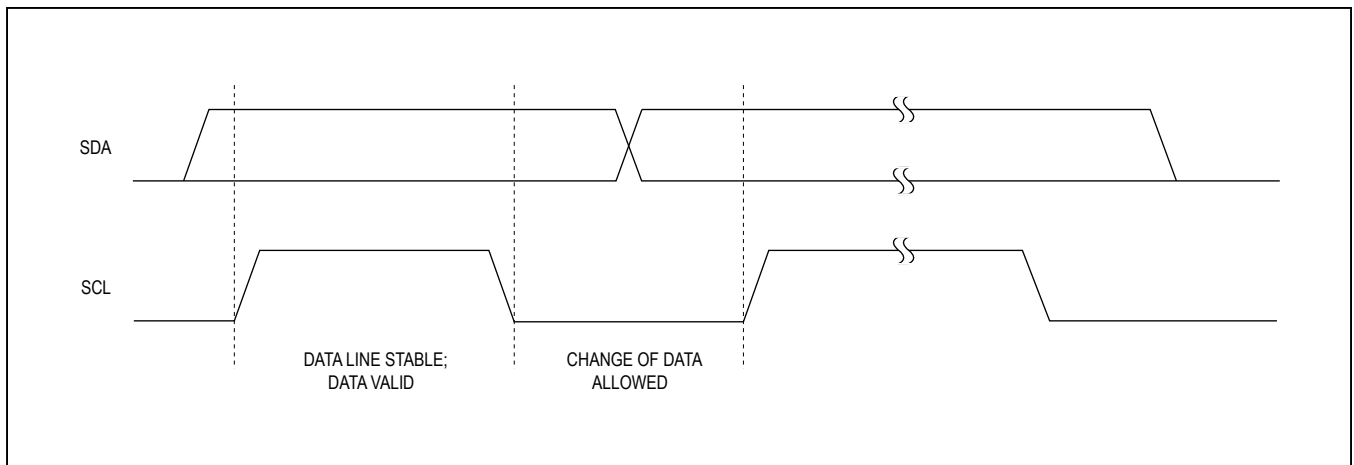 SDA
SCL
DATA LINE STABLE;
DATA VALID
CHANGE OF DATA
ALLOWED